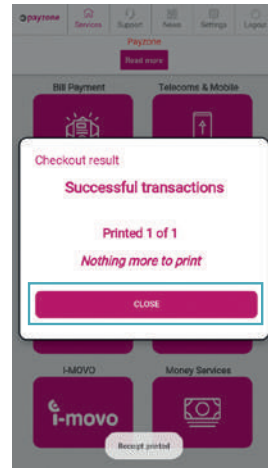 payzone
Services
Support
News
Settings
Logout
Payzone
Read more
Bill Payment
Telecoms & Mobile
Checkout result
Successful transactions
Printed 1 of 1
Nothing more to print
CLOSE
i-MOVO
Money Services
i-movo
Receipt printed